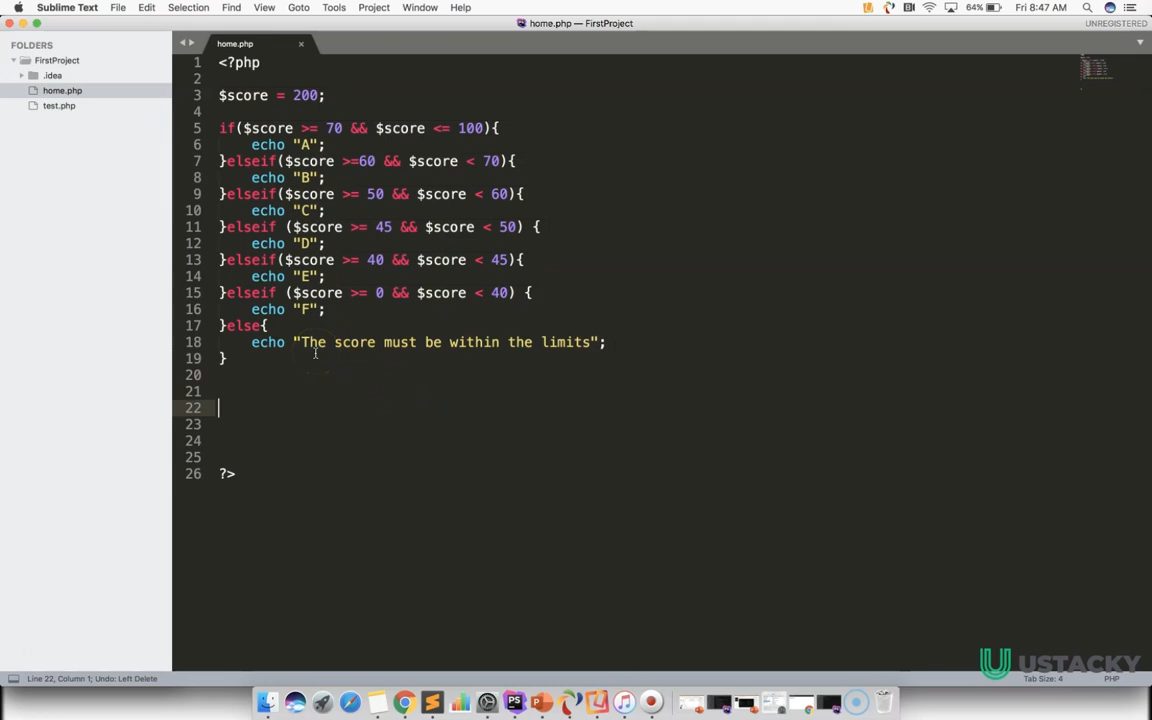 Sublime Text File Edit Selection Find View Goto Tools Project Window Help 64% Fri 8:47 AM
home.php — FirstProject UNREGISTERED
FOLDERS
FirstProject
.idea
home.php
test.php
home.php
1 <?php
2
3 $score = 200;
4
5 if($score >= 70 && $score <= 100){
6 echo "A";
7 }elseif($score >=60 && $score < 70){
8 echo "B";
9 }elseif($score >= 50 && $score < 60){
10 echo "C";
11 }elseif ($score >= 45 && $score < 50) {
12 echo "D";
13 }elseif($score >= 40 && $score < 45){
14 echo "E";
15 }elseif ($score >= 0 && $score < 40) {
16 echo "F";
17 }else{
18 echo "The score must be within the limits";
19 }
20
21
22
23
24
25
26 ?>
USTACKY
Line 22, Column 1; Undo: Left Delete Tab Size: 4 PHP
PS